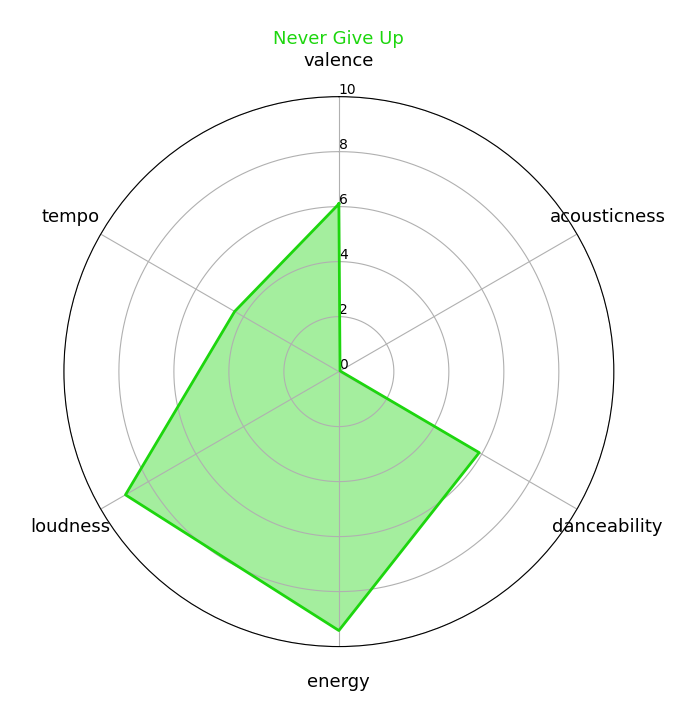 Never Give Up
valence
10
8
6
4
2
0
tempo
acousticness
loudness
danceability
energy